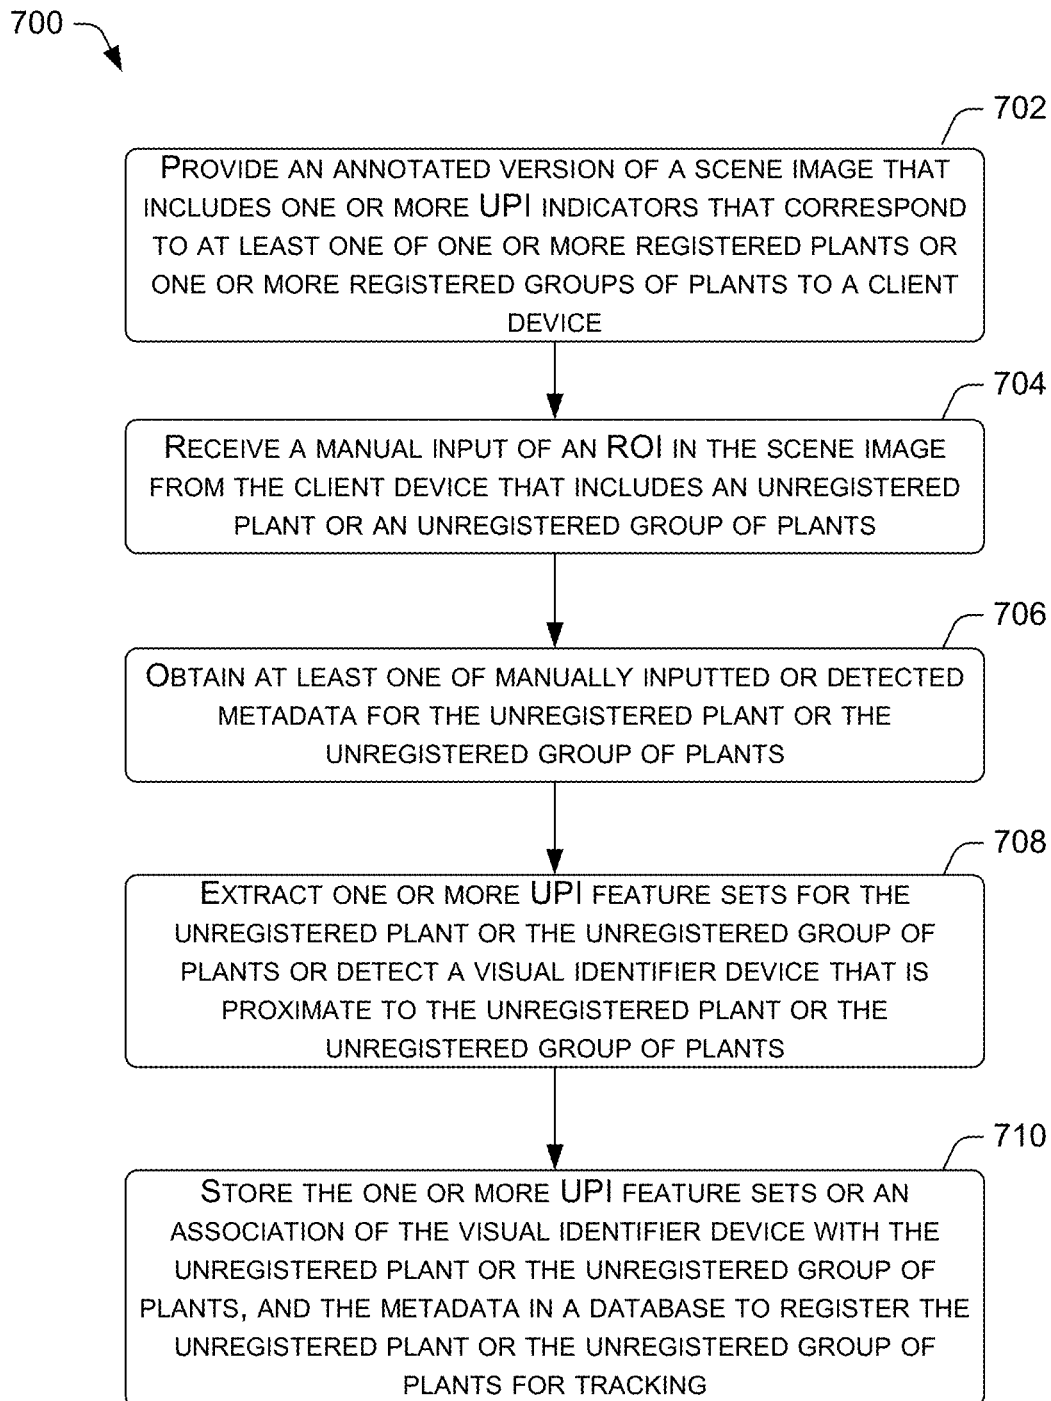 700
702
PROVIDE AN ANNOTATED VERSION OF A SCENE IMAGE THAT
INCLUDES ONE OR MORE UPI INDICATORS THAT CORRESPOND
TO AT LEAST ONE OF ONE OR MORE REGISTERED PLANTS OR
ONE OR MORE REGISTERED GROUPS OF PLANTS TO A CLIENT
DEVICE
704
RECEIVE A MANUAL INPUT OF AN ROI IN THE SCENE IMAGE
FROM THE CLIENT DEVICE THAT INCLUDES AN UNREGISTERED
PLANT OR AN UNREGISTERED GROUP OF PLANTS
706
OBTAIN AT LEAST ONE OF MANUALLY INPUTTED OR DETECTED
METADATA FOR THE UNREGISTERED PLANT OR THE
UNREGISTERED GROUP OF PLANTS
708
EXTRACT ONE OR MORE UPI FEATURE SETS FOR THE
UNREGISTERED PLANT OR THE UNREGISTERED GROUP OF
PLANTS OR DETECT A VISUAL IDENTIFIER DEVICE THAT IS
PROXIMATE TO THE UNREGISTERED PLANT OR THE
UNREGISTERED GROUP OF PLANTS
710
STORE THE ONE OR MORE UPI FEATURE SETS OR AN
ASSOCIATION OF THE VISUAL IDENTIFIER DEVICE WITH THE
UNREGISTERED PLANT OR THE UNREGISTERED GROUP OF
PLANTS, AND THE METADATA IN A DATABASE TO REGISTER THE
UNREGISTERED PLANT OR THE UNREGISTERED GROUP OF
PLANTS FOR TRACKING